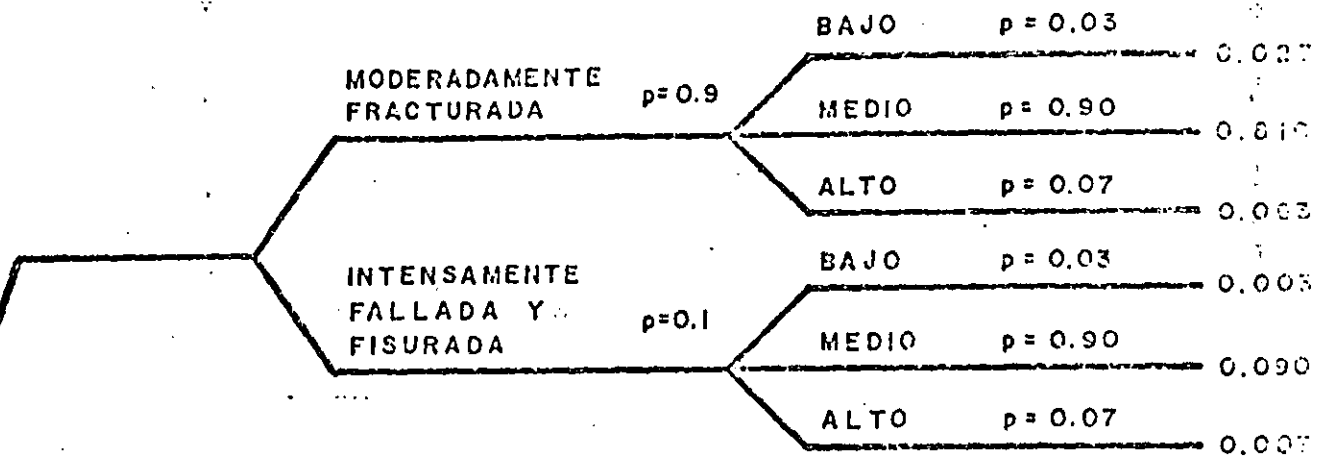 BAJO p = 0.03
MODERADAMENTE
FRACTURADA p= 0.9
MEDIO p = 0.90
ALTO p = 0.07
BAJO p = 0.03
INTENSAMENTE
FALLADA Y
FISURADA p=0.1
MEDIO p = 0.90
0.090
ALTO p = 0.07